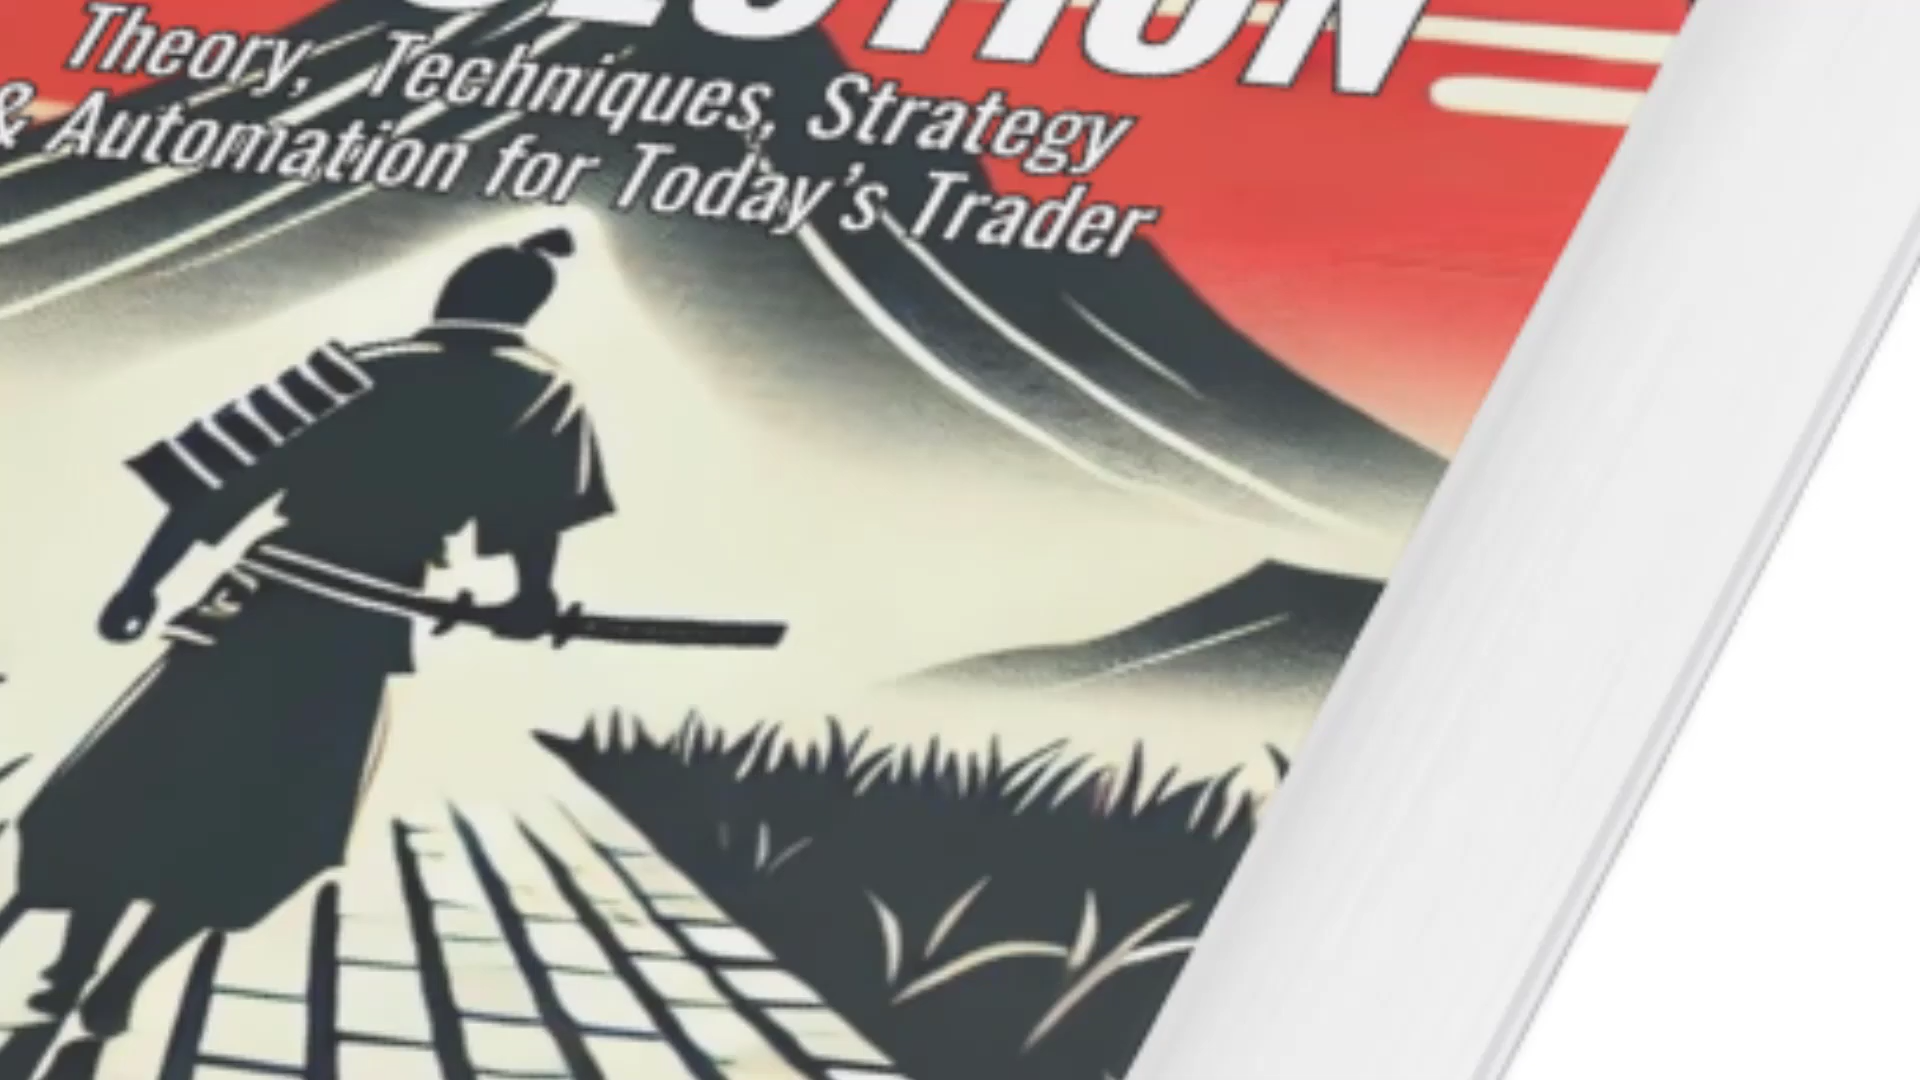 Theory, Techniques, Strategy
& Automation for Today's Trader